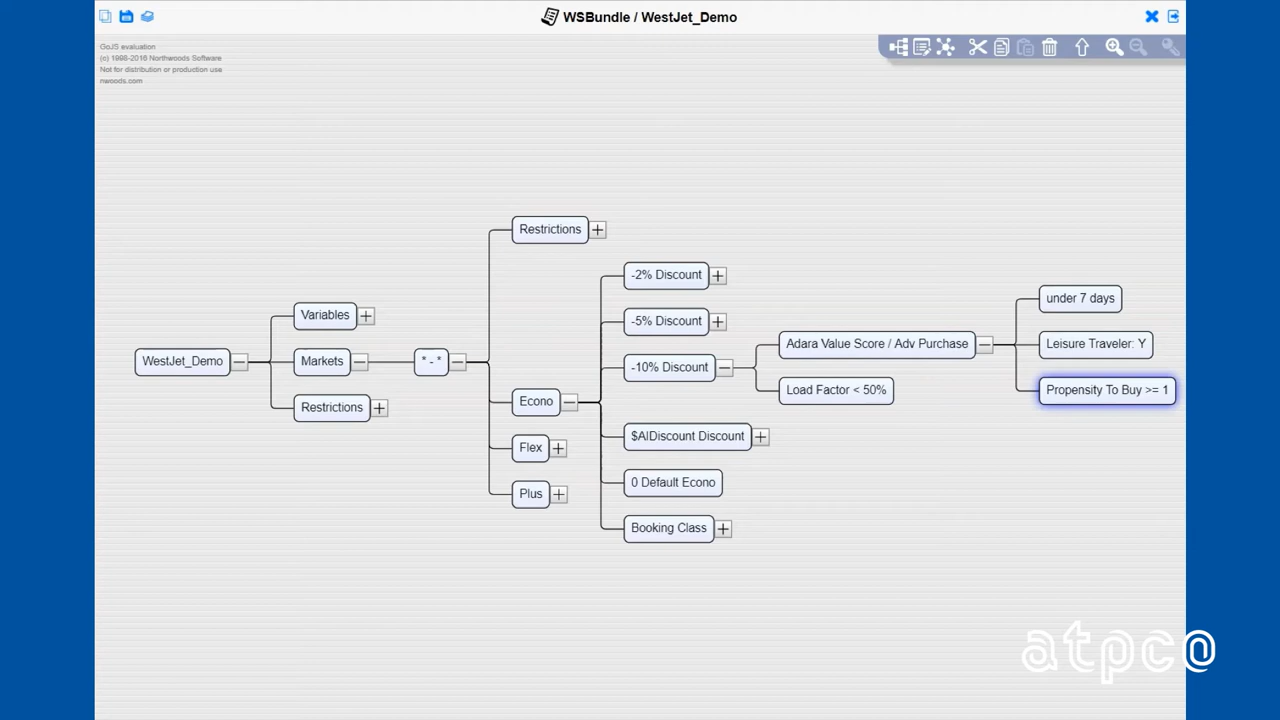 WSBundle / WestJet_Demo
GoJS evaluation
(c) 1998-2016 Northwoods Software
Not for distribution or production use
nwoods.com
Restrictions
-2% Discount
under 7 days
Variables
-5% Discount
Adara Value Score / Adv Purchase
Leisure Traveler: Y
WestJet_Demo
Markets
* - *
-10% Discount
Load Factor < 50%
Propensity To Buy >= 1
Restrictions
Econo
$AIDiscount Discount
Flex
0 Default Econo
Plus
Booking Class
atpco